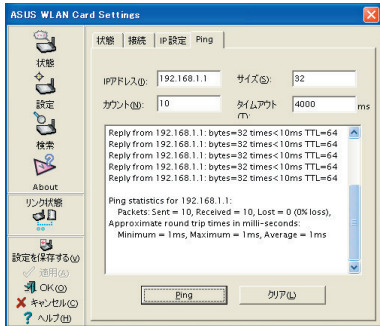 ASUS WLAN Card Settings
状態
設定
検索
About
リンク状態
設定を保存する(V)
適用(A)
OK(O)
キャンセル(C)
ヘルプ(H)
状態 接続 IP設定 Ping
IPアドレス(I): 192.168.1.1 サイズ(S): 32
カウント(N): 10 タイムアウト(T): 4000 ms
Reply from 192.168.1.1: bytes=32 times<10ms TTL=64
Reply from 192.168.1.1: bytes=32 times<10ms TTL=64
Reply from 192.168.1.1: bytes=32 times<10ms TTL=64
Reply from 192.168.1.1: bytes=32 times<10ms TTL=64
Reply from 192.168.1.1: bytes=32 times<10ms TTL=64
Ping statistics for 192.168.1.1:
Packets: Sent = 10, Received = 10, Lost = 0 (0% loss),
Approximate round trip times in milli-seconds:
Minimum = 1ms, Maximum = 1ms, Average = 1ms
Ping クリア(L)